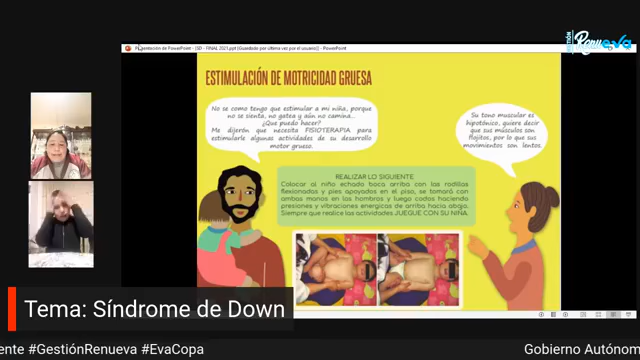 GESTIÓN
Renueva
Presentación de PowerPoint - ISD - FINAL 2021.ppt [Guardado por última vez por el usuario] - PowerPoint
ESTIMULACIÓN DE MOTRICIDAD GRUESA
No se como tengo que estimular a mi niña, porque
no se sienta, no gatea y aún no camina...
¿Que puedo hacer?
Me dijerón que necesita FISIOTERAPIA para
estimularle algunas actividades de su desarrollo
motor grueso.
Su tono muscular es
hipotónico, quiere decir
que sus músculos son
flojitos, por lo que sus
movimientos son lentos.
REALIZAR LO SIGUIENTE
Colocar al niño echado boca arriba con las rodillas
flexionadas y pies apoyados en el piso, se tomará con
ambas manos en los hombros y luego codos haciendo
presiones y vibraciones energicas de arriba hacia abajo.
Siempre que realice las actividades JUEGUE CON SU NIÑA.
Tema: Síndrome de Down
ente #GestiónRenueva #EvaCopa
Gobierno Autónom